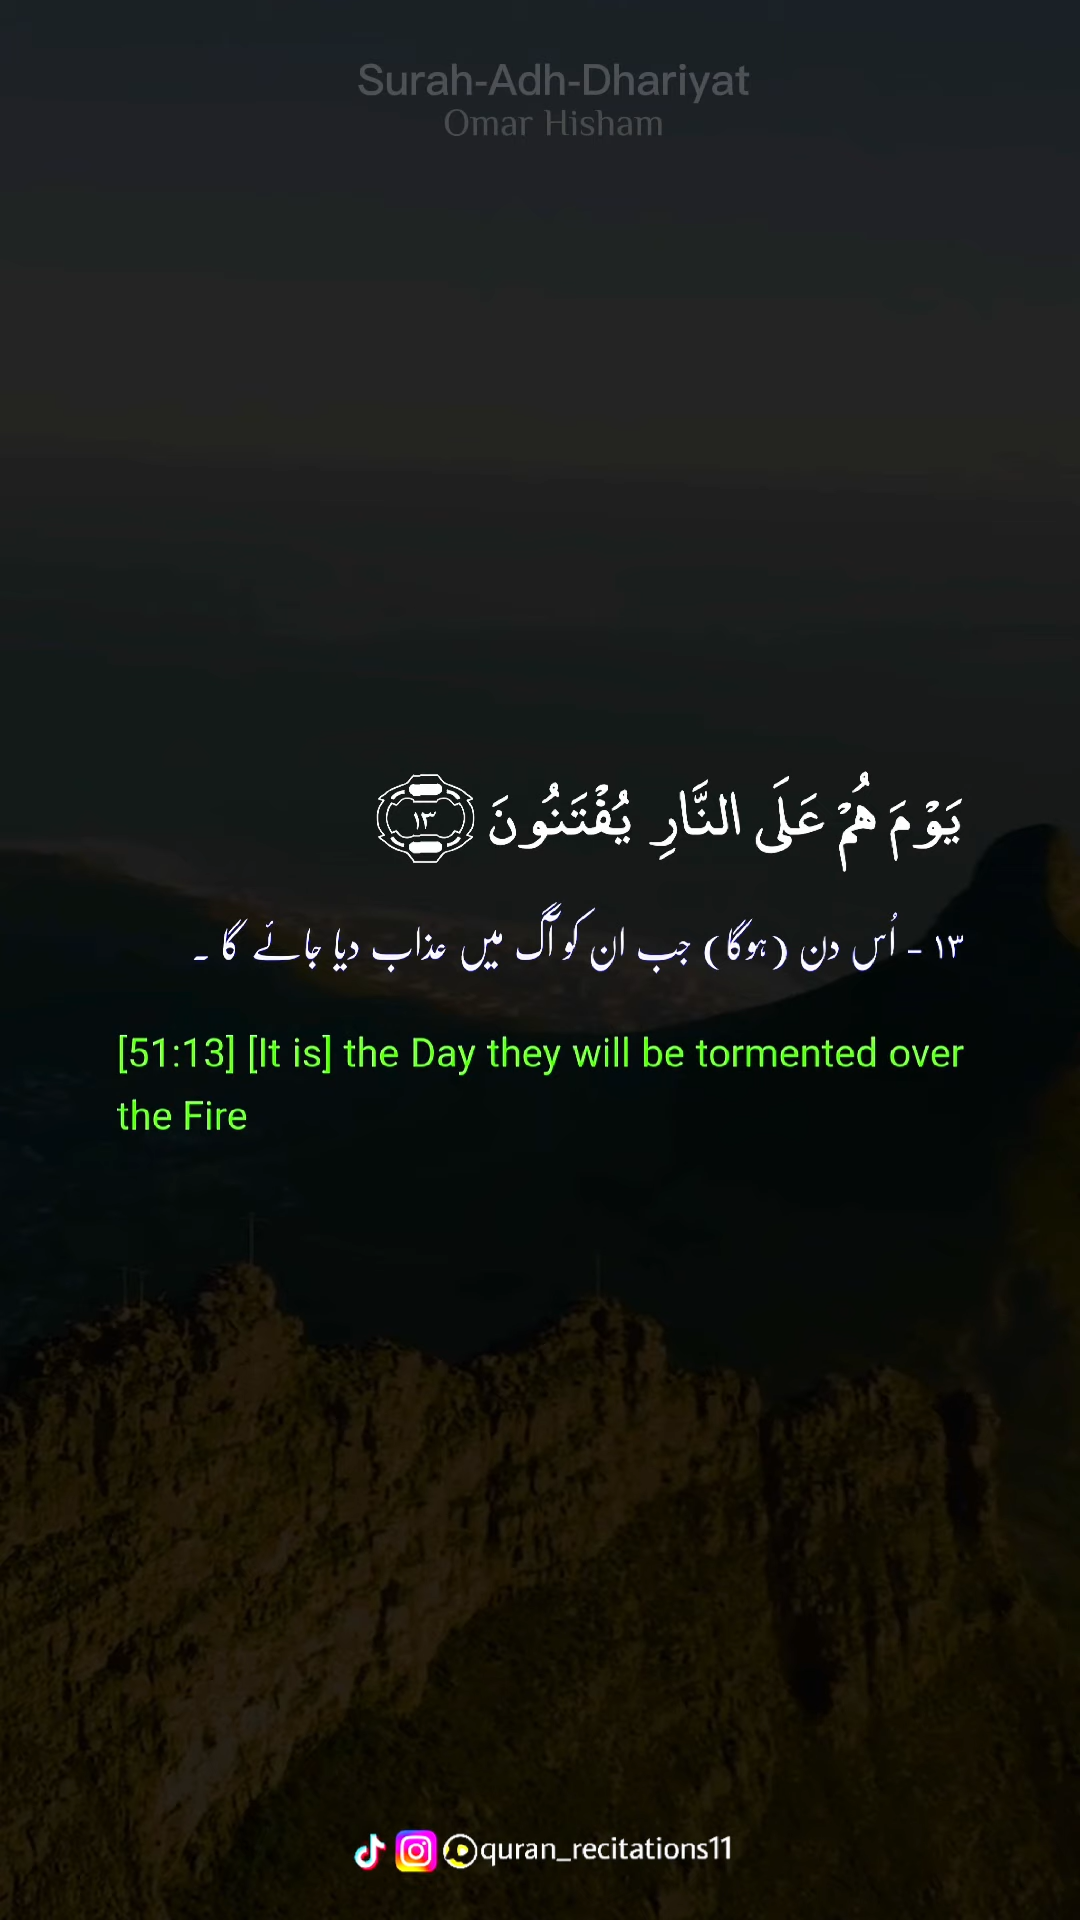 Surah-Adh-Dhariyat
Omar Hisham
يَوْمَ هُمْ عَلَى النَّارِ يُفْتَنُونَ ١٣
١٣ - اُس دن (ہوگا) جب ان کو آگ میں عذاب دیا جائے گا ۔
[51:13] [It is] the Day they will be tormented over
the Fire
quran_recitations11